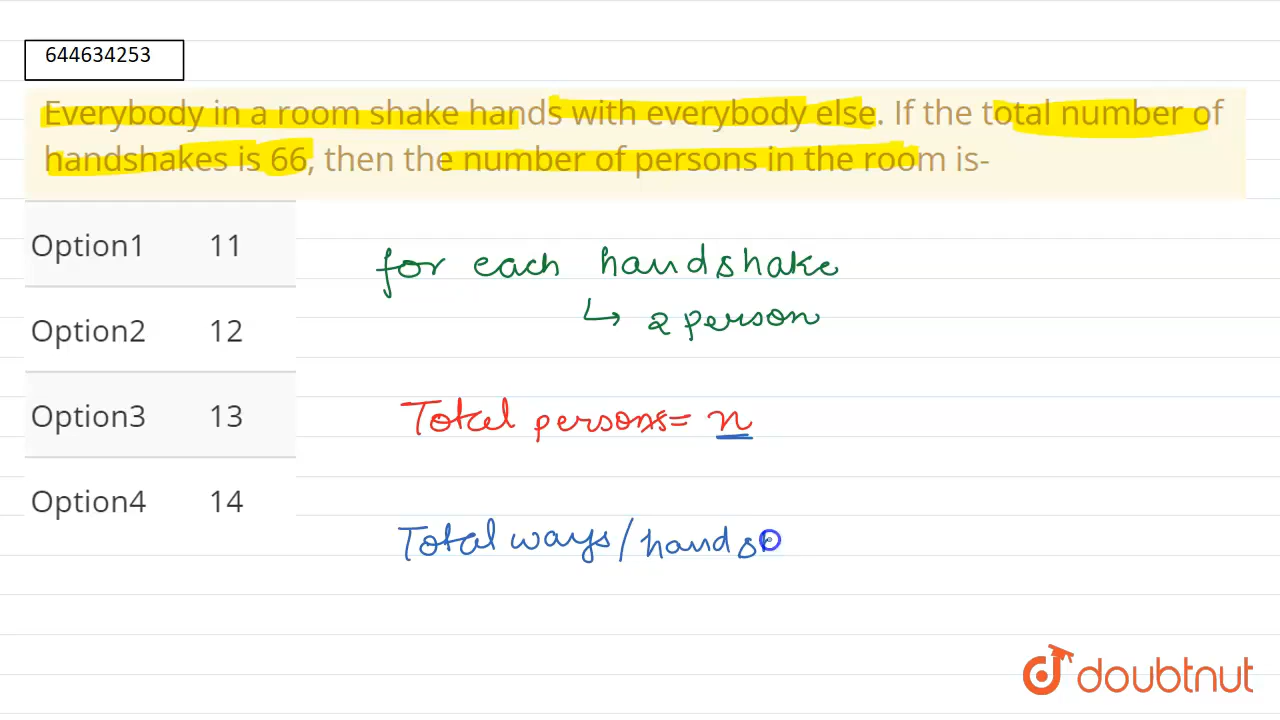 644634253
Everybody in a room shake hands with everybody else. If the total number of
handshakes is 66, then the number of persons in the room is-
Option1 11
Option2 12
Option3 13
Option4 14
for each handshake
↳ 2 person
Total persons= n
Total ways/hands
doubtnut